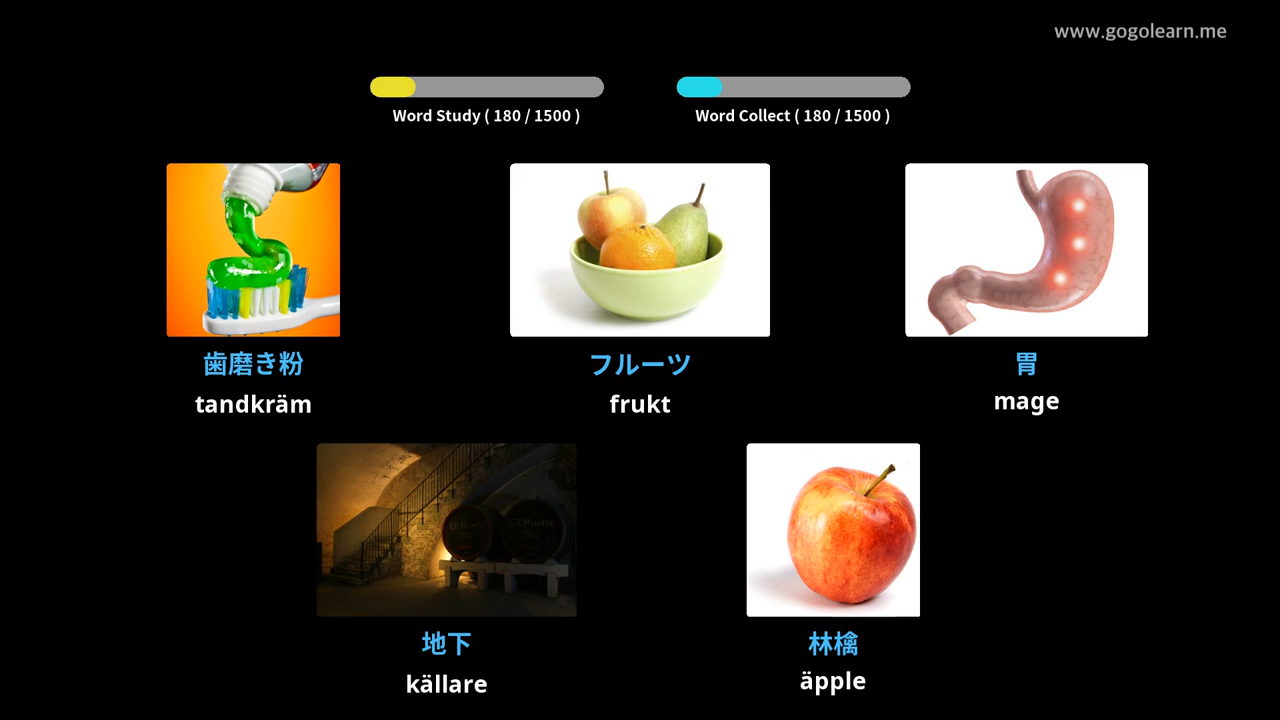 www.gogolearn.me
Word Study ( 180 / 1500 )
Word Collect ( 180 / 1500 )
歯磨き粉
フルーツ
胃
tandkräm
frukt
mage
地下
林檎
källare
äpple